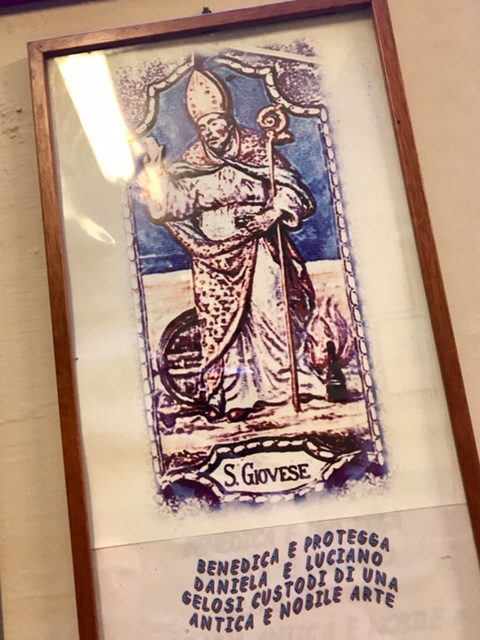 S. GIOVESE
BENEDICA E PROTEGGA
DANIELA E LUCIANO
GELOSI CUSTODI DI UNA
ANTICA E NOBILE ARTE